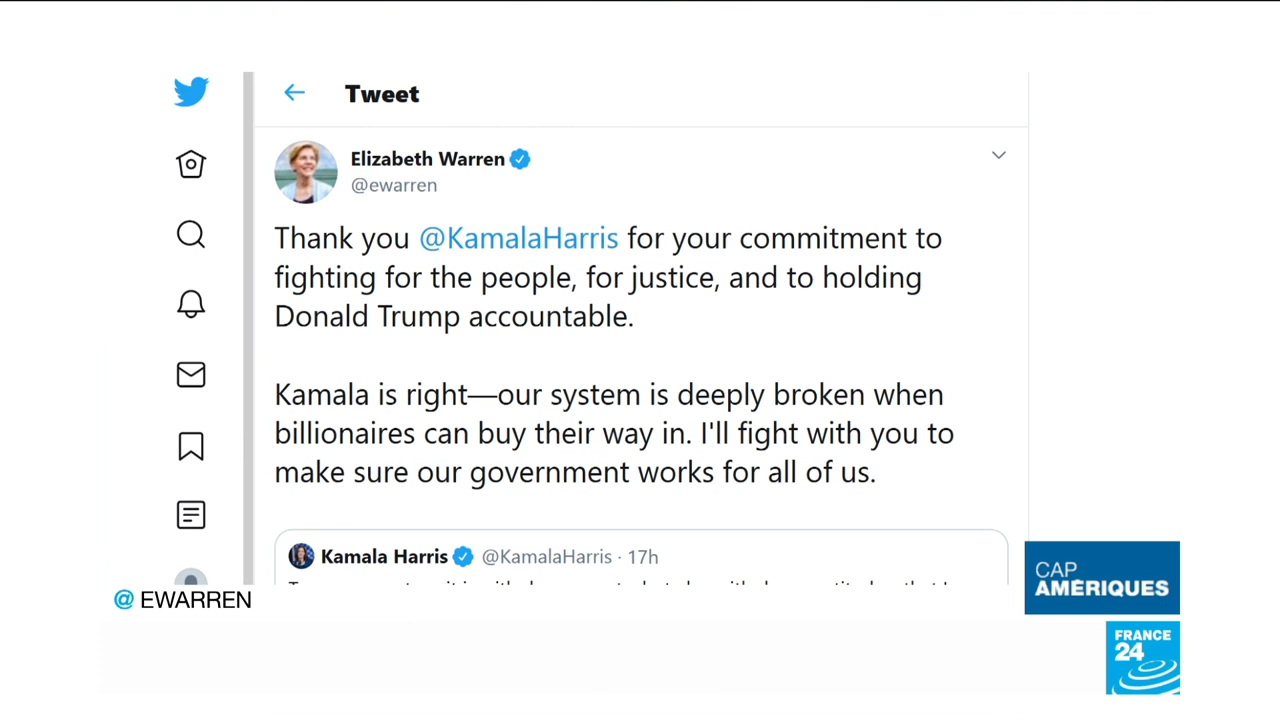 Tweet
Elizabeth Warren
@ewarren
Thank you @KamalaHarris for your commitment to
fighting for the people, for justice, and to holding
Donald Trump accountable.
Kamala is right—our system is deeply broken when
billionaires can buy their way in. I'll fight with you to
make sure our government works for all of us.
Kamala Harris @KamalaHarris · 17h
@ EWARREN
CAP
AMÉRIQUES
FRANCE
24